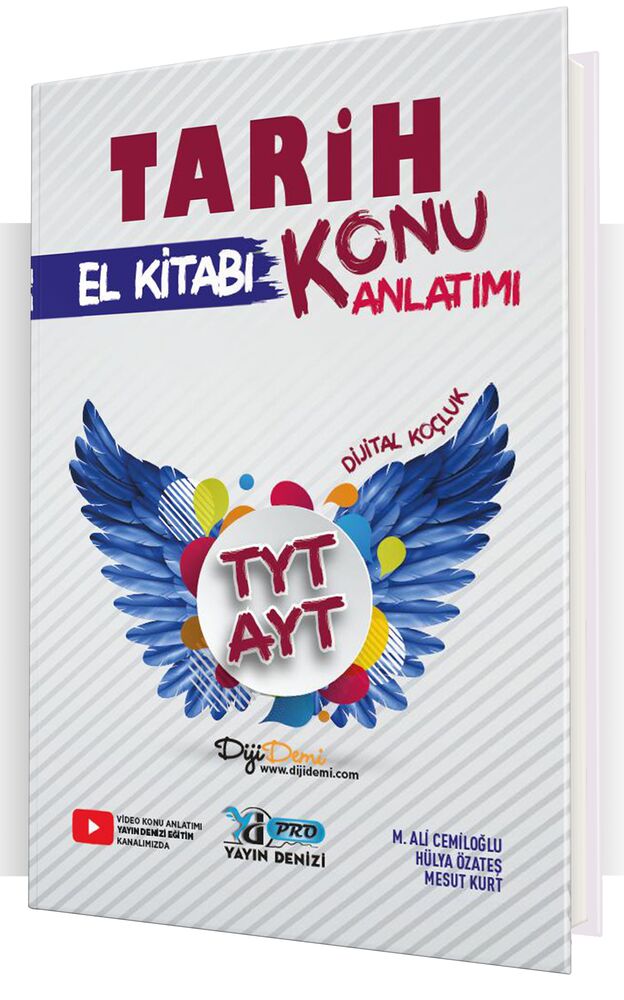 TARİH
EL KİTABI
KONU
ANLATIMI
DİJİTAL KOÇLUK
TYT
AYT
DijiDemi
www.dijidemi.com
VİDEO KONU ANLATIMI
YAYIN DENİZİ EĞİTİM
KANALIMIZDA
PRO
YAYIN DENİZİ
M. ALİ CEMİLOĞLU
HÜLYA ÖZATEŞ
MESUT KURT